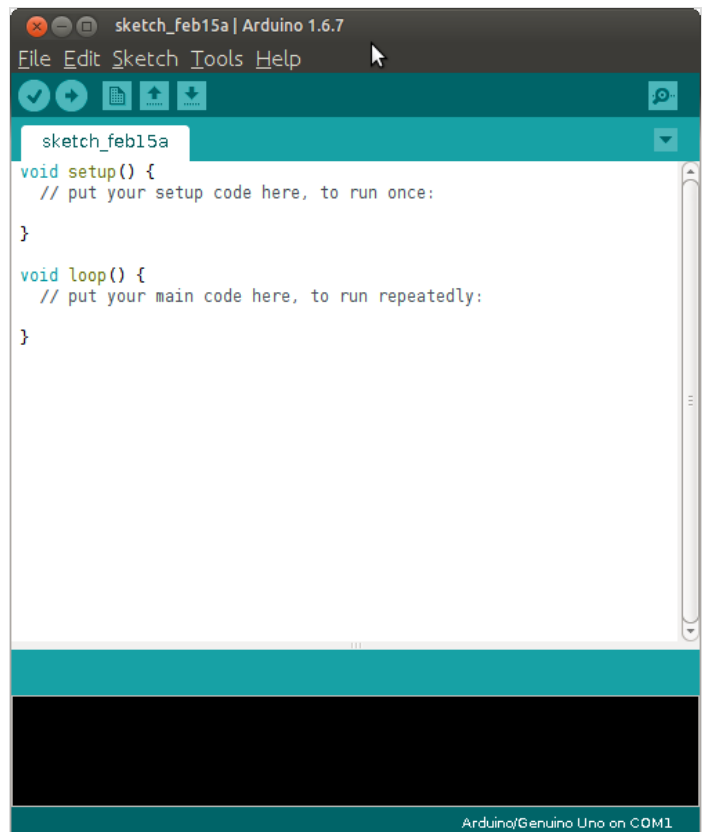 sketch_feb15a | Arduino 1.6.7
File Edit Sketch Tools Help
sketch_feb15a
void setup() {
  // put your setup code here, to run once:
}
void loop() {
  // put your main code here, to run repeatedly:
}
Arduino/Genuino Uno on COM1